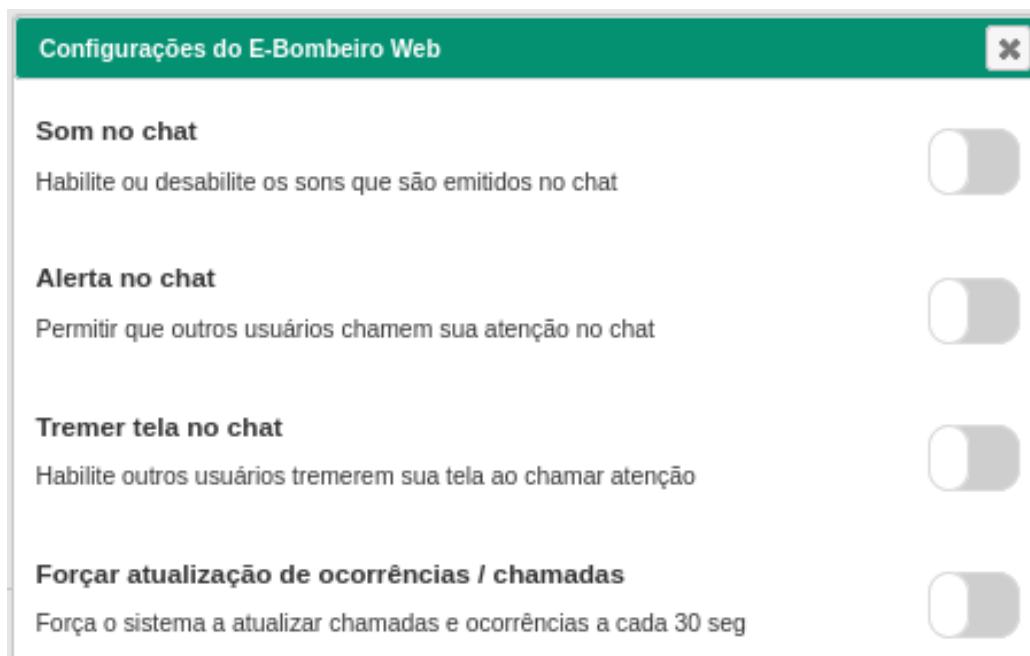 Configurações do E-Bombeiro Web
Som no chat
Habilite ou desabilite os sons que são emitidos no chat
Alerta no chat
Permitir que outros usuários chamem sua atenção no chat
Tremer tela no chat
Habilite outros usuários tremerem sua tela ao chamar atenção
Forçar atualização de ocorrências / chamadas
Força o sistema a atualizar chamadas e ocorrências a cada 30 seg